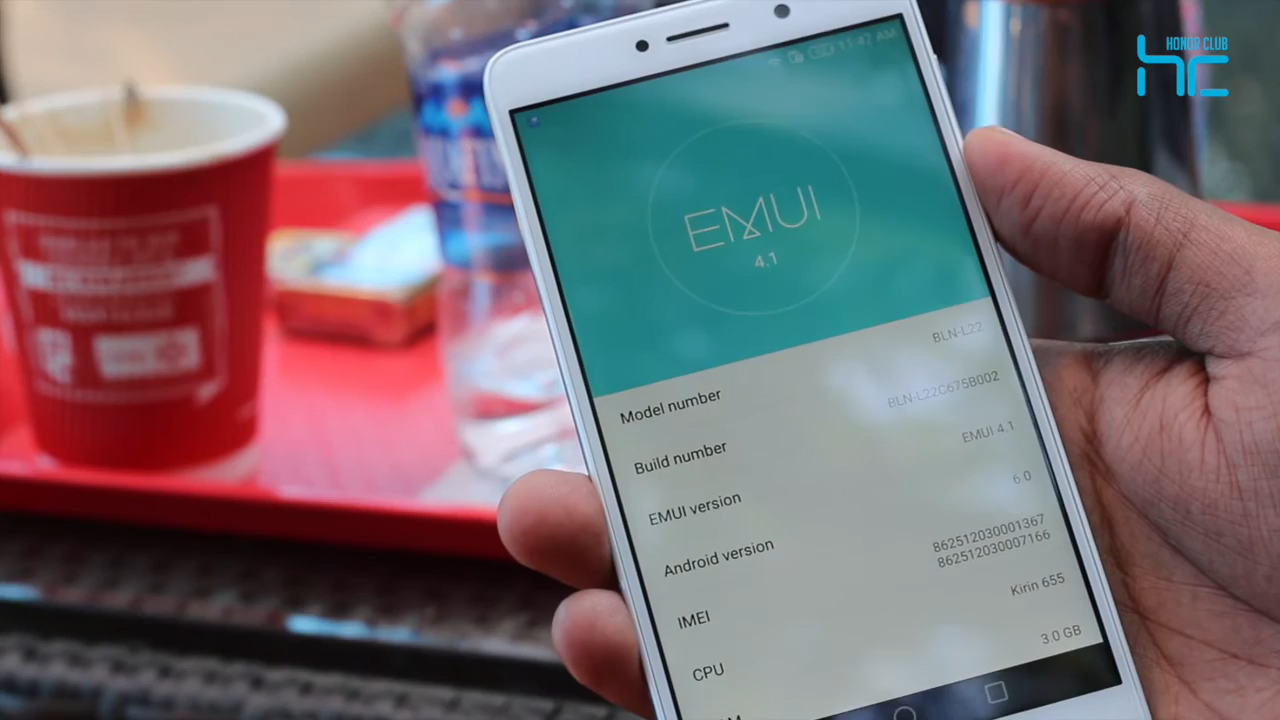 HONOR CLUB
11:47 AM
EMUI
4.1
Model number
BLN-L22
Build number
BLN-L22C675B002
EMUI version
EMUI 4.1
Android version
6.0
IMEI
862512030001367
862512030007166
CPU
Kirin 655
3.0 GB